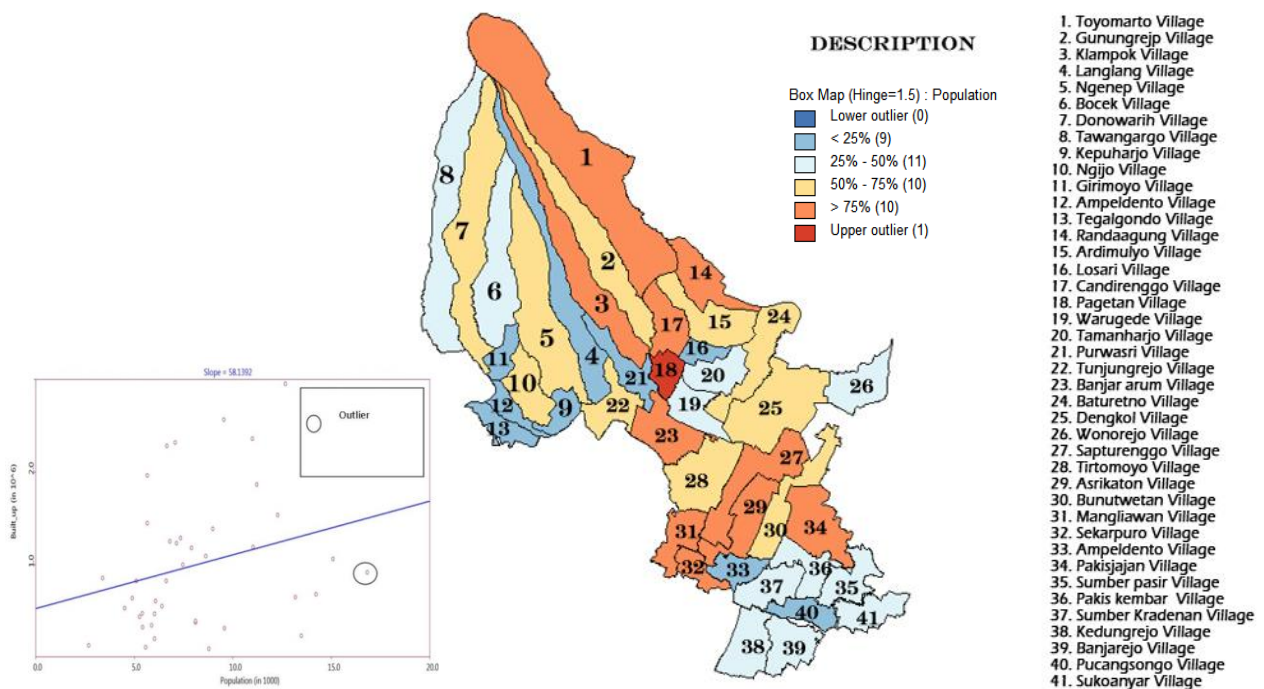 DESCRIPTION
Box Map (Hinge=1.5) : Population
Lower outlier (0)
< 25% (9)
25% - 50% (11)
50% - 75% (10)
> 75% (10)
Upper outlier (1)
1. Toyomarto Village
2. Gunungrejp Village
3. Klampok Village
4. Langlang Village
5. Ngenep Village
6. Bocek Village
7. Donowarih Village
8. Tawangargo Village
9. Kepuharjo Village
10. Ngijo Village
11. Girimoyo Village
12. Ampeldento Village
13. Tegalgondo Village
14. Randaagung Village
15. Ardimulyo Village
16. Losari Village
17. Candirenggo Village
18. Pagetan Village
19. Warugede Village
20. Tamanharjo Village
21. Purwasri Village
22. Tunjungrejo Village
23. Banjar arum Village
24. Baturetno Village
25. Dengkol Village
26. Wonorejo Village
27. Sapturenggo Village
28. Tirtomoyo Village
29. Asrikaton Village
30. Bunutwetan Village
31. Mangliawan Village
32. Sekarpuro Village
33. Ampeldento Village
34. Pakisjajan Village
35. Sumber pasir Village
36. Pakis kembar Village
37. Sumber Kradenan Village
38. Kedungrejo Village
39. Banjarejo Village
40. Pucangsongo Village
41. Sukoanyar Village
1
8
2
7
14
6
3
24
17
15
5
16
11
4
18
20
26
10
21
19
25
12
9
22
13
23
27
28
29
34
31
30
32
33
36
37
35
40
41
38
39
Slope = 58.1392
Outlier
Built_up (in 10^6)
2.0
1.0
0.0
5.0
10.0
15.0
20.0
Population (in 1000)